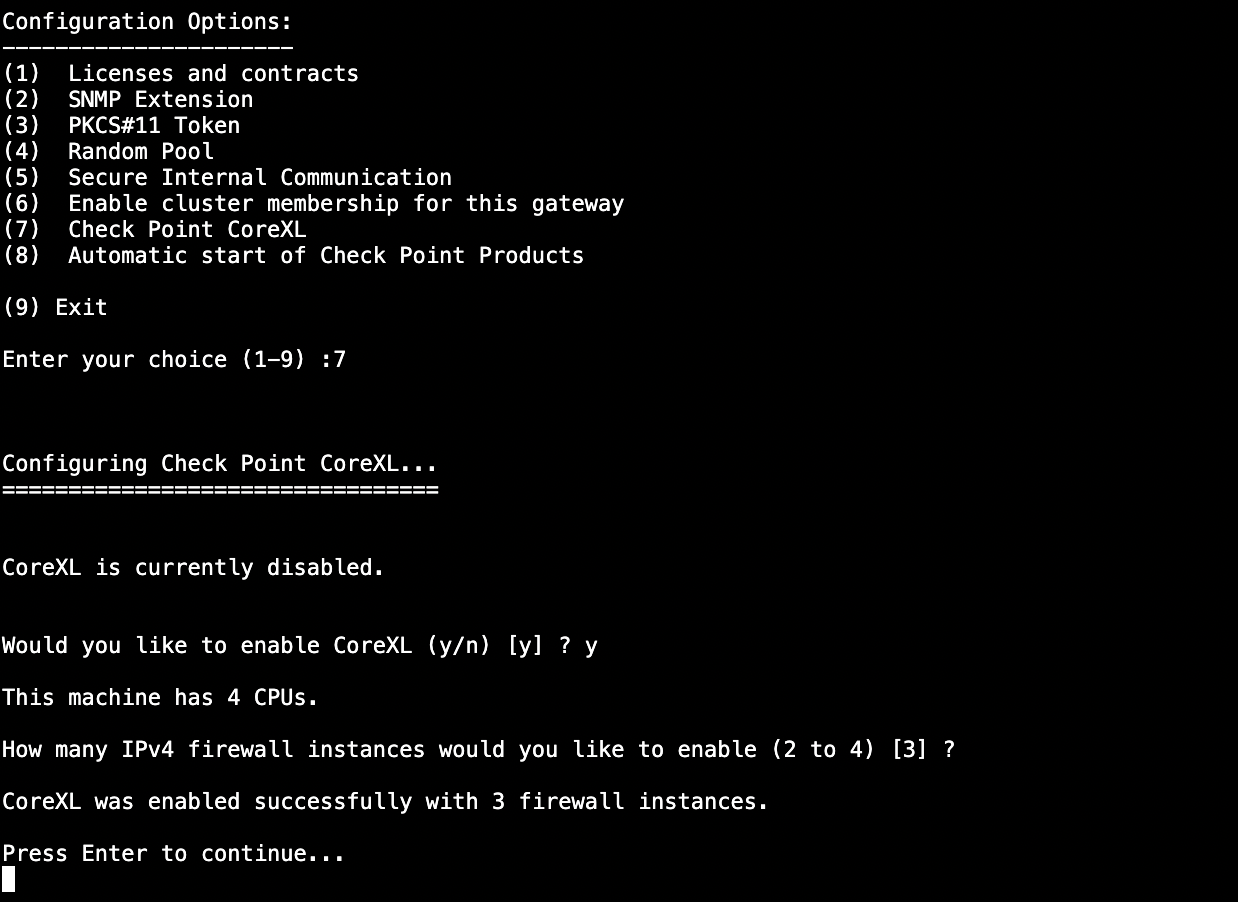 Configuration Options:
----------------------
(1)  Licenses and contracts
(2)  SNMP Extension
(3)  PKCS#11 Token
(4)  Random Pool
(5)  Secure Internal Communication
(6)  Enable cluster membership for this gateway
(7)  Check Point CoreXL
(8)  Automatic start of Check Point Products
(9) Exit
Enter your choice (1-9) :7
Configuring Check Point CoreXL...
=================================
CoreXL is currently disabled.
Would you like to enable CoreXL (y/n) [y] ? y
This machine has 4 CPUs.
How many IPv4 firewall instances would you like to enable (2 to 4) [3] ?
CoreXL was enabled successfully with 3 firewall instances.
Press Enter to continue...